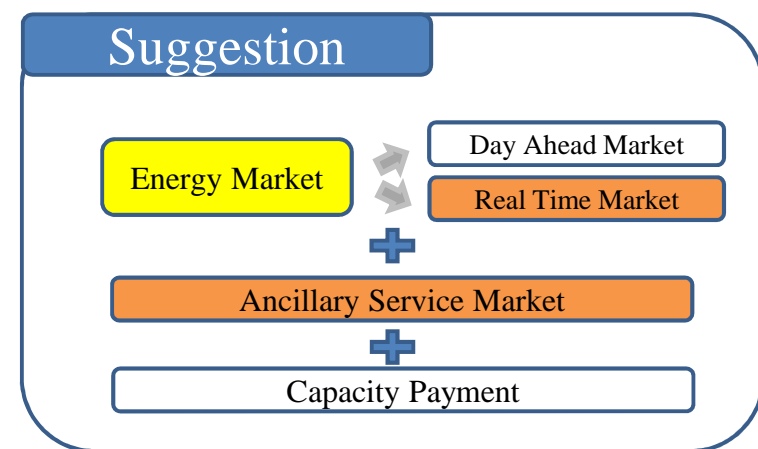 Suggestion
Energy Market
Day Ahead Market
Real Time Market
Ancillary Service Market
Capacity Payment